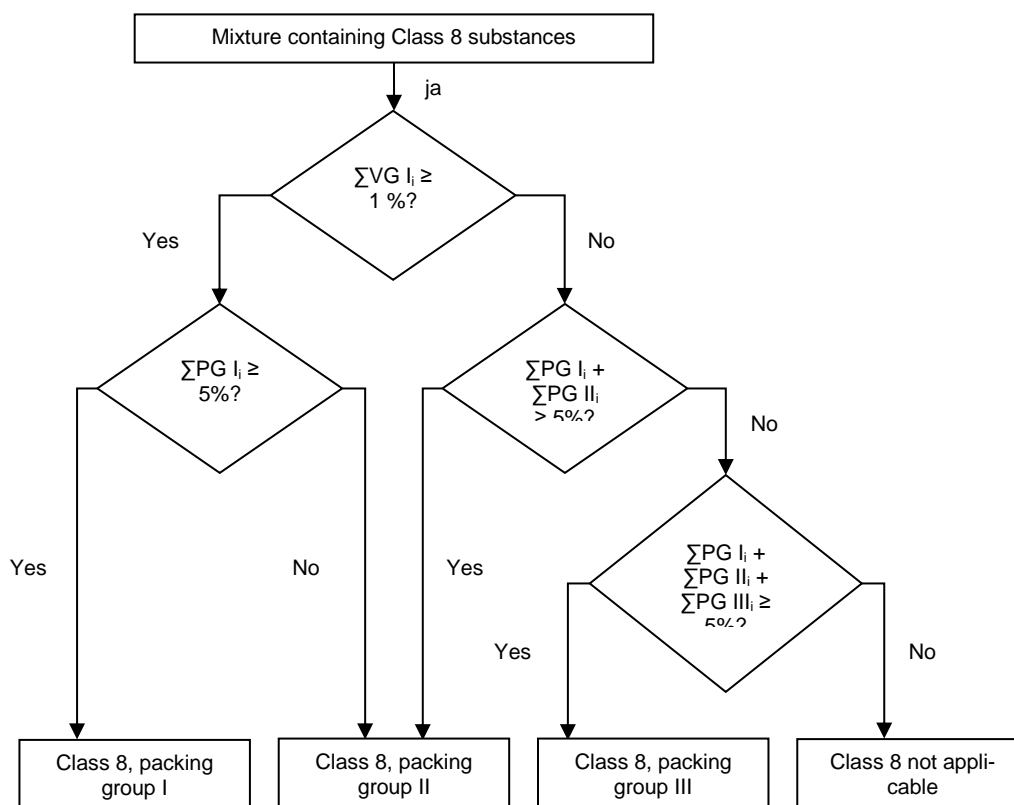 Mixture containing Class 8 substances
ja
∑VG Iᵢ ≥
1 %?
Yes
No
∑PG Iᵢ ≥
5%?
∑PG Iᵢ +
∑PG IIᵢ
≥ 5%?
No
Yes
No
Yes
∑PG Iᵢ +
∑PG IIᵢ +
∑PG IIIᵢ ≥
5%?
Yes
No
Class 8, packing
group I
Class 8, packing
group II
Class 8, packing
group III
Class 8 not appli-
cable